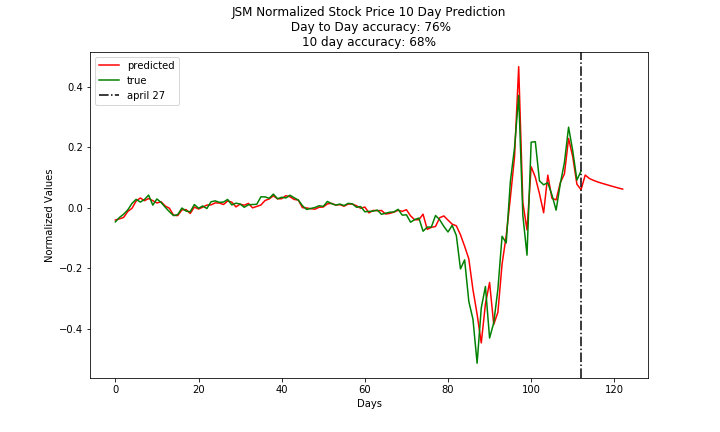 JSM Normalized Stock Price 10 Day Prediction
Day to Day accuracy: 76%
10 day accuracy: 68%
predicted
true
april 27
0.4
0.2
0.0
−0.2
−0.4
Normalized Values
0 20 40 60 80 100 120
Days